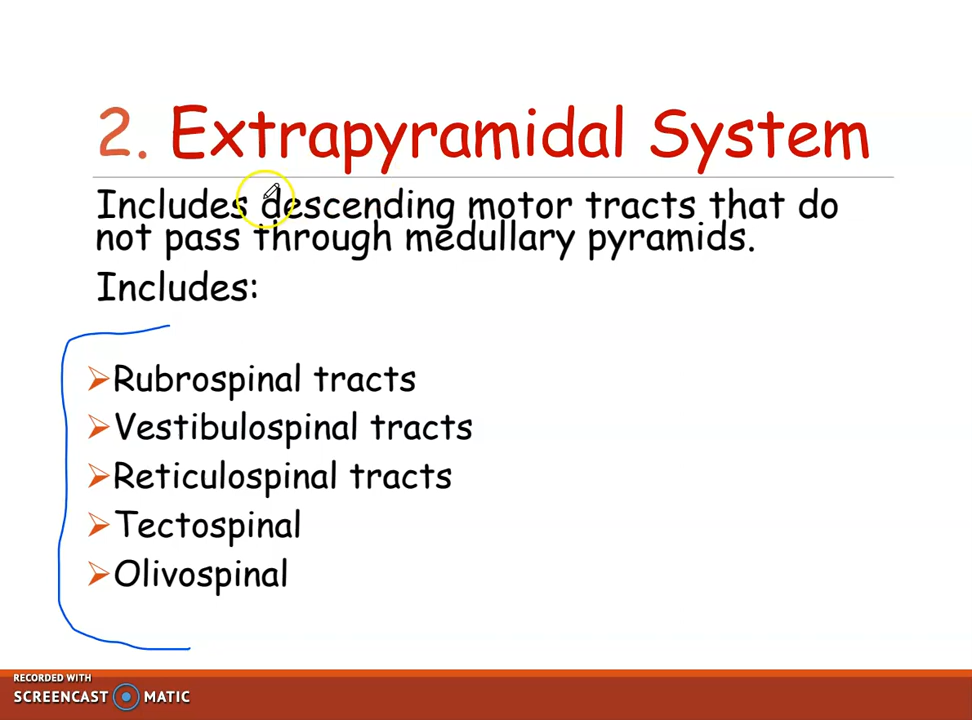 2. Extrapyramidal System
Includes descending motor tracts that do
not pass through medullary pyramids.
Includes:
Rubrospinal tracts
Vestibulospinal tracts
Reticulospinal tracts
Tectospinal
Olivospinal
RECORDED WITH
SCREENCAST MATIC